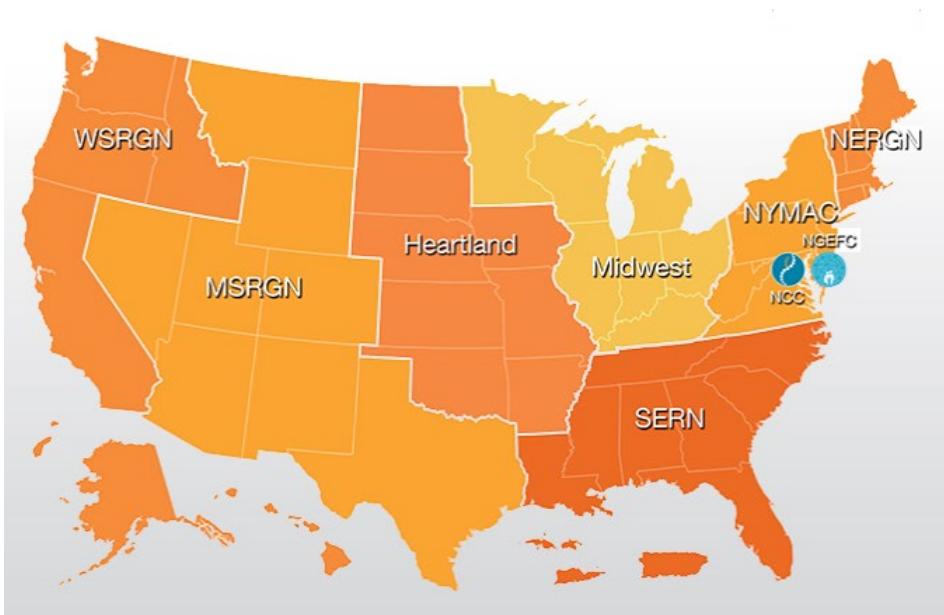 WSRGN
NERGN
NYMAC
NGEFC
Heartland
Midwest
MSRGN
NCC
SERN